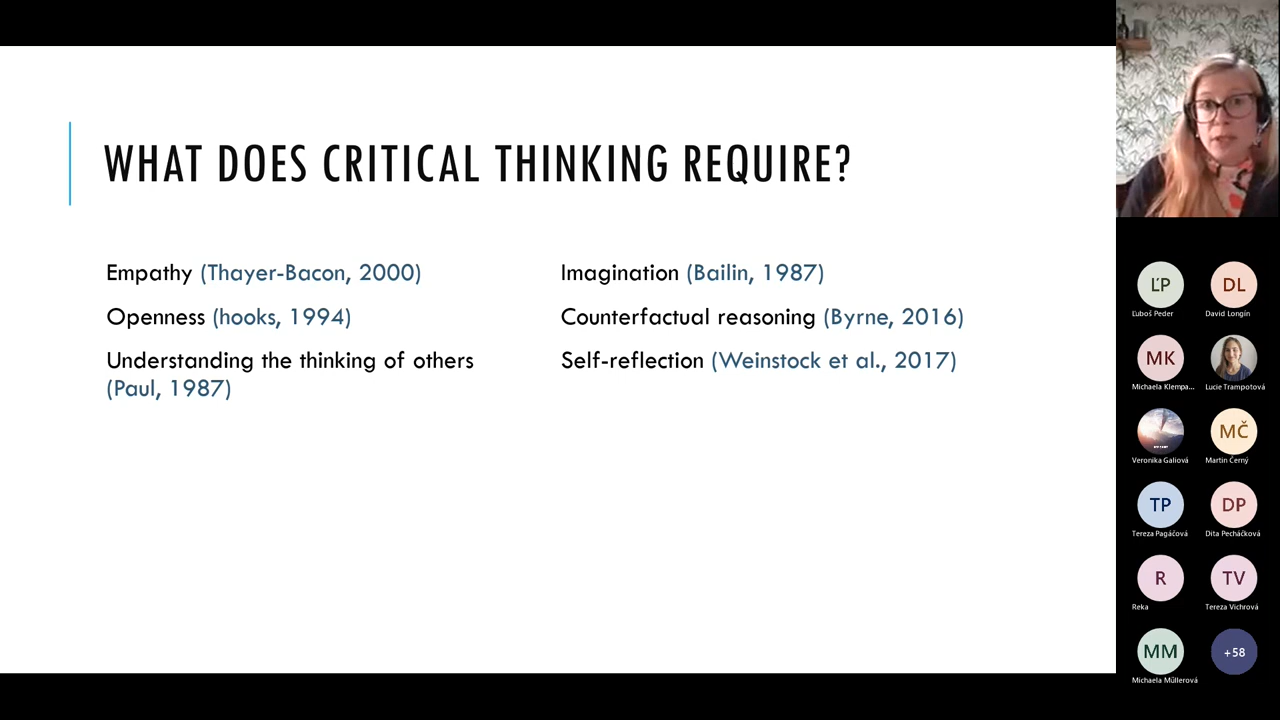 WHAT DOES CRITICAL THINKING REQUIRE?
Empathy (Thayer-Bacon, 2000)
Openness (hooks, 1994)
Understanding the thinking of others
(Paul, 1987)
Imagination (Bailin, 1987)
Counterfactual reasoning (Byrne, 2016)
Self-reflection (Weinstock et al., 2017)
ĽP
Ľuboš Peder
DL
David Longin
MK
Michaela Klempa...
Lucie Trampotová
Veronika Galiová
MČ
Martin Černý
TP
Tereza Pagáčová
DP
Dita Pecháčková
R
Reka
TV
Tereza Vichrová
MM
Michaela Müllerová
+58